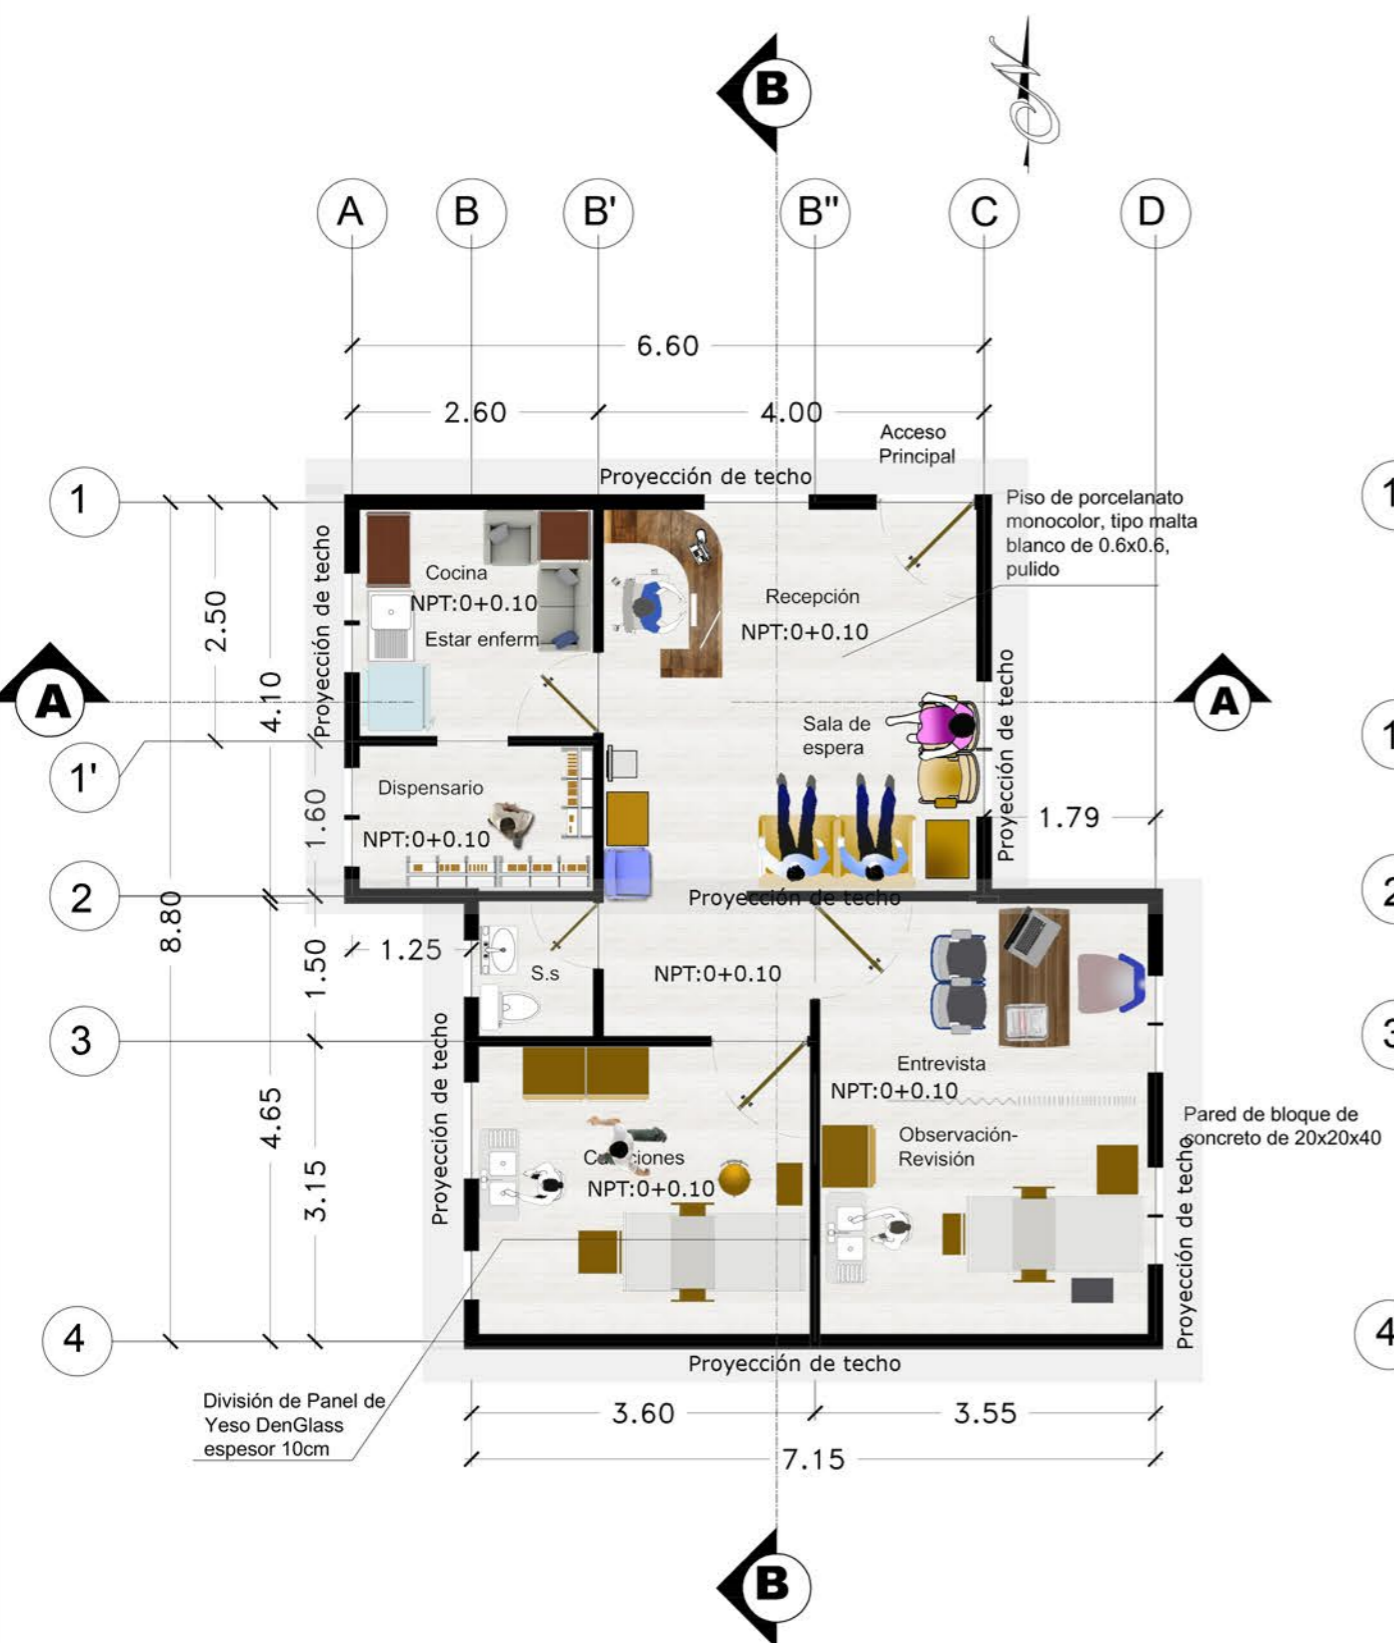 B
N
A
B
B'
B"
C
D
6.60
2.60
4.00
Acceso
Principal
Proyección de techo
1
Piso de porcelanato
monocolor, tipo malta
blanco de 0.6x0.6,
pulido
Proyección de techo
Cocina
NPT:0+0.10
Estar enferm
Recepción
NPT:0+0.10
2.50
4.10
A
A
Sala de
espera
Proyección de techo
1'
Dispensario
NPT:0+0.10
1.60
1.79
2
8.80
Proyección de techo
1.25
1.50
S.s
NPT:0+0.10
3
Proyección de techo
Entrevista
NPT:0+0.10
4.65
Pared de bloque de
concreto de 20x20x40
Observación-
Revisión
NPT:0+0.10
3.15
Proyección de techo
4
Proyección de techo
División de Panel de
Yeso DenGlass
espesor 10cm
3.60
3.55
7.15
B
1
1
2
3
4